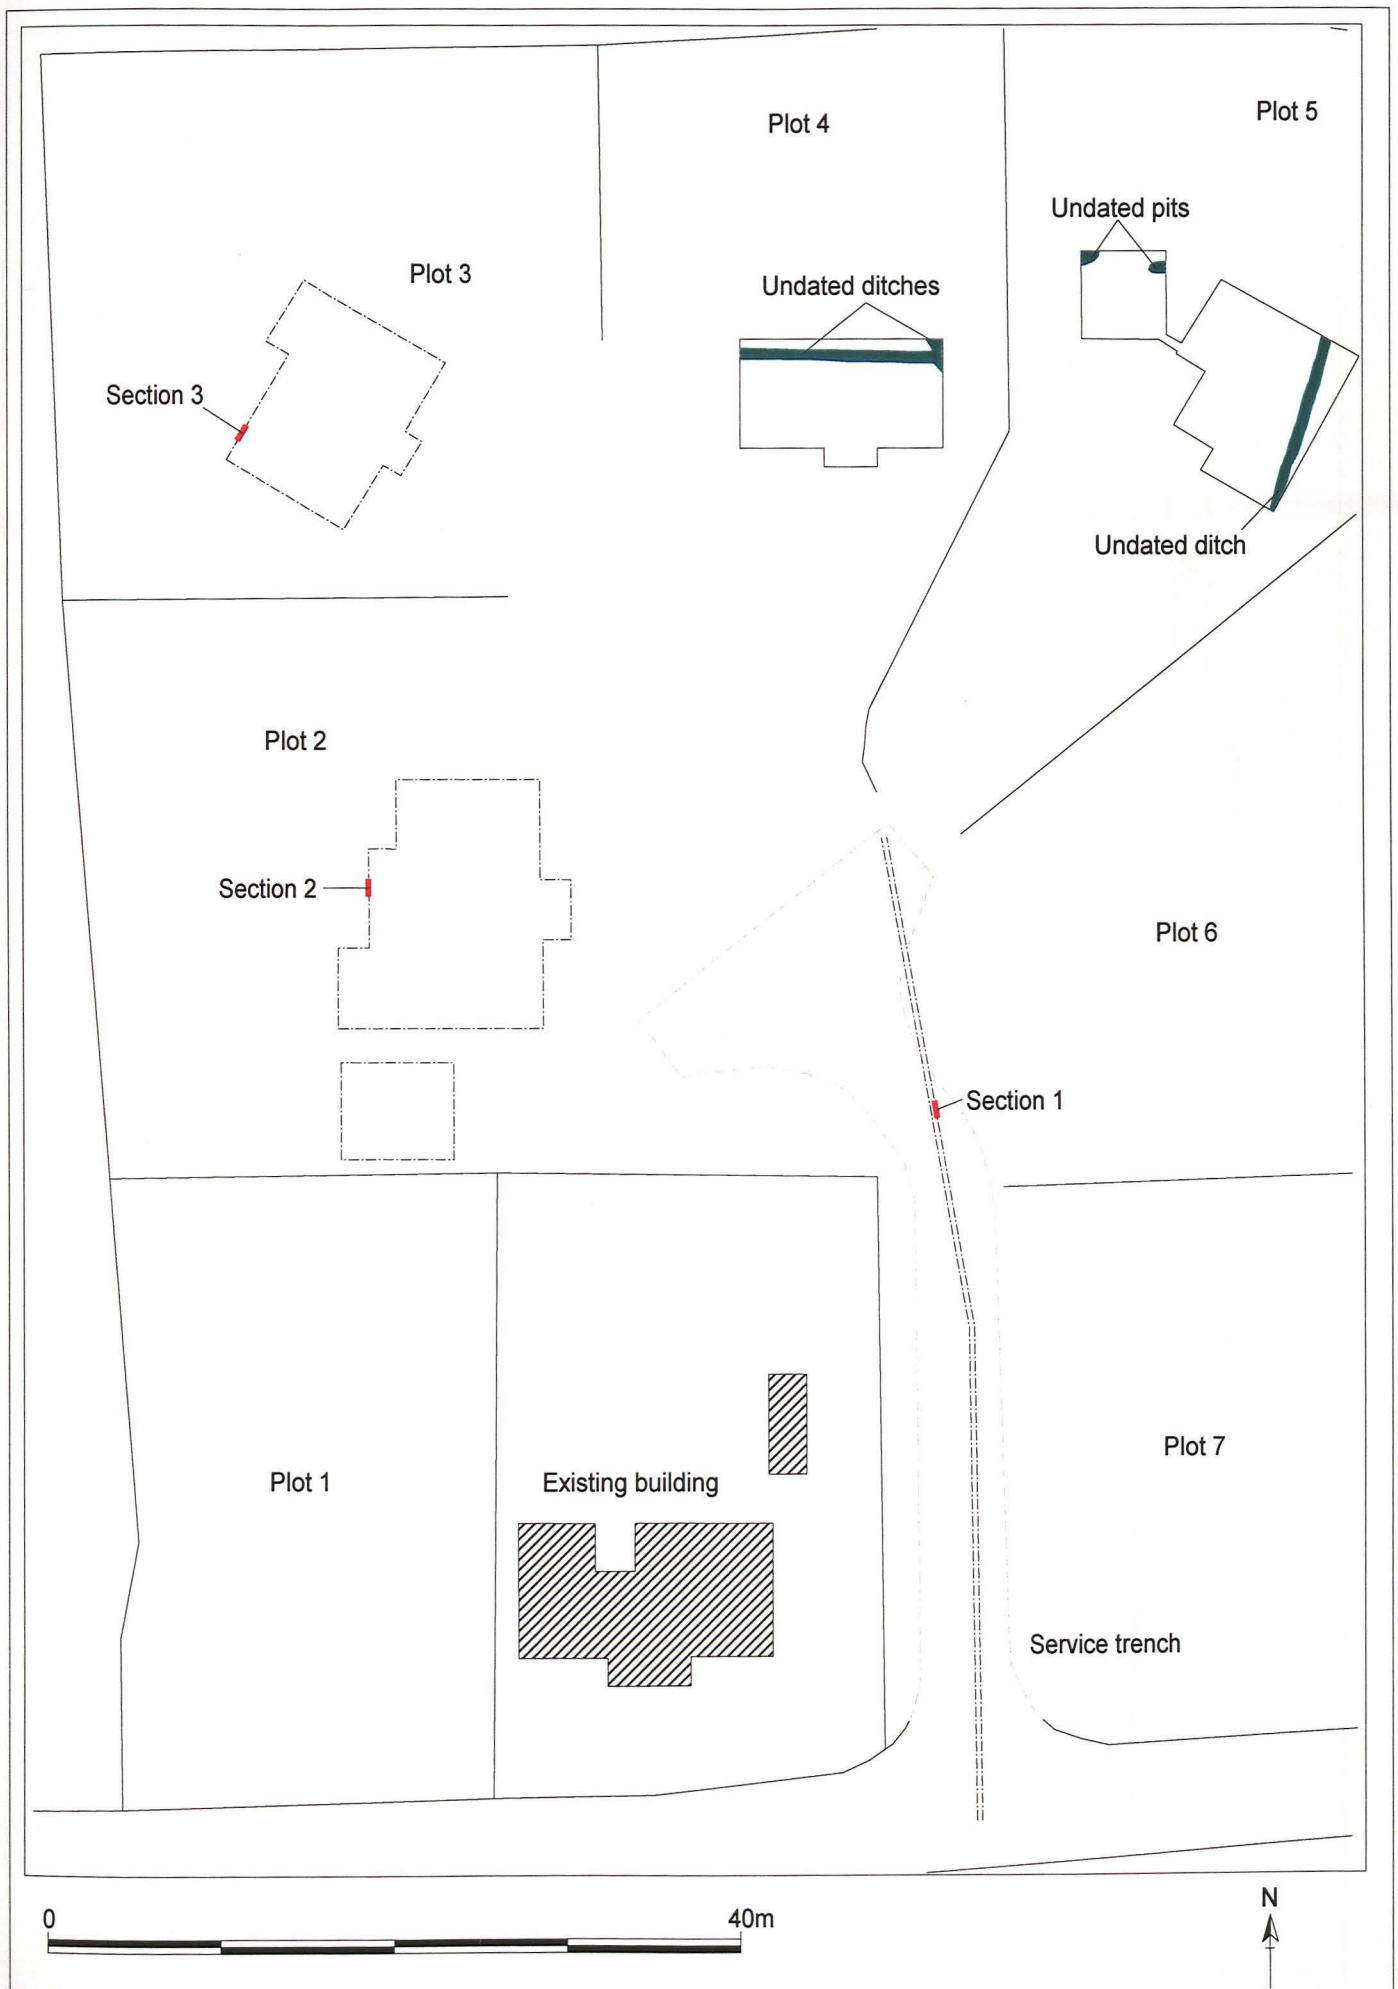 Plot 4
Plot 5
Undated pits
Plot 3
Undated ditches
Section 3
Undated ditch
Plot 2
Section 2
Plot 6
Section 1
Plot 7
Plot 1
Existing building
Service trench
0
40m
N